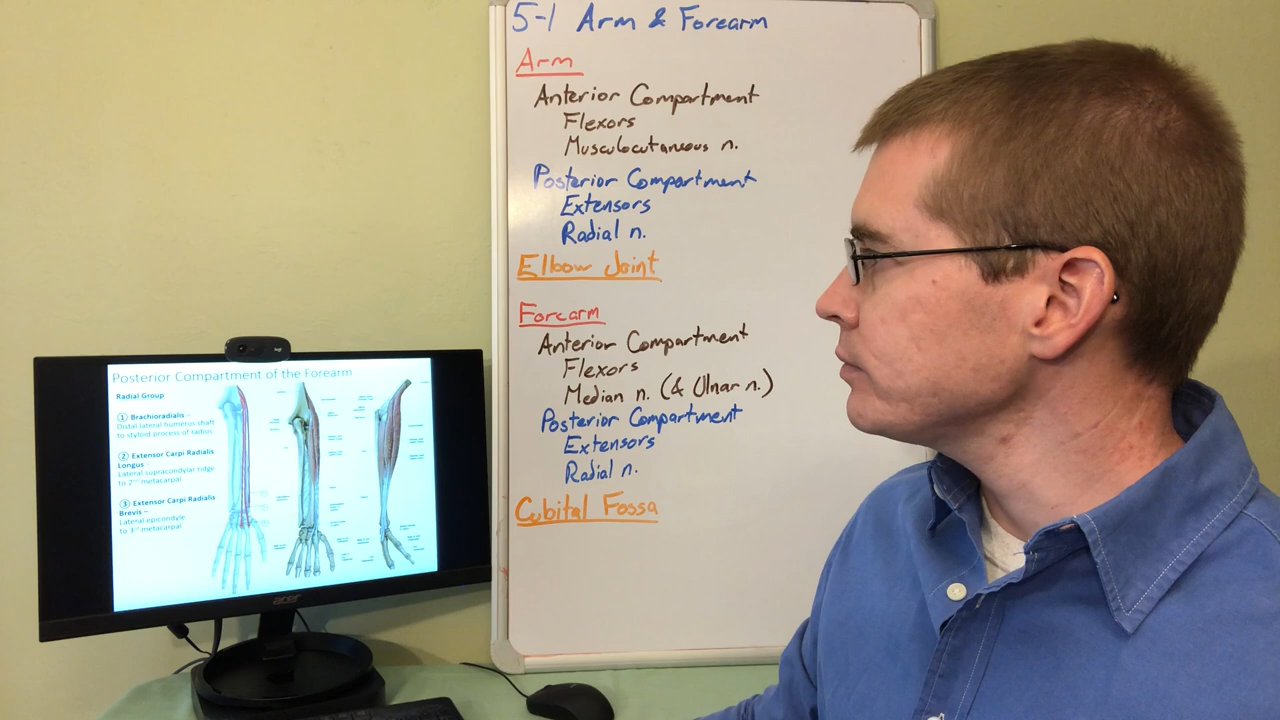 5-1 Arm & Forearm
Arm
Anterior Compartment
Flexors
Musculocutaneous n.
Posterior Compartment
Extensors
Radial n.
Elbow Joint
Forearm
Anterior Compartment
Flexors
Median n. (& Ulnar n.)
Posterior Compartment
Extensors
Radial n.
Cubital Fossa
Posterior Compartment of the Forearm
Radial Group
① Brachioradialis –
Distal lateral humerus shaft
to styloid process of radius
② Extensor Carpi Radialis
Longus -
Lateral supracondylar ridge
to 2nd metacarpal
③ Extensor Carpi Radialis
Brevis –
Lateral epicondyle
to 3rd metacarpal
acer
logi